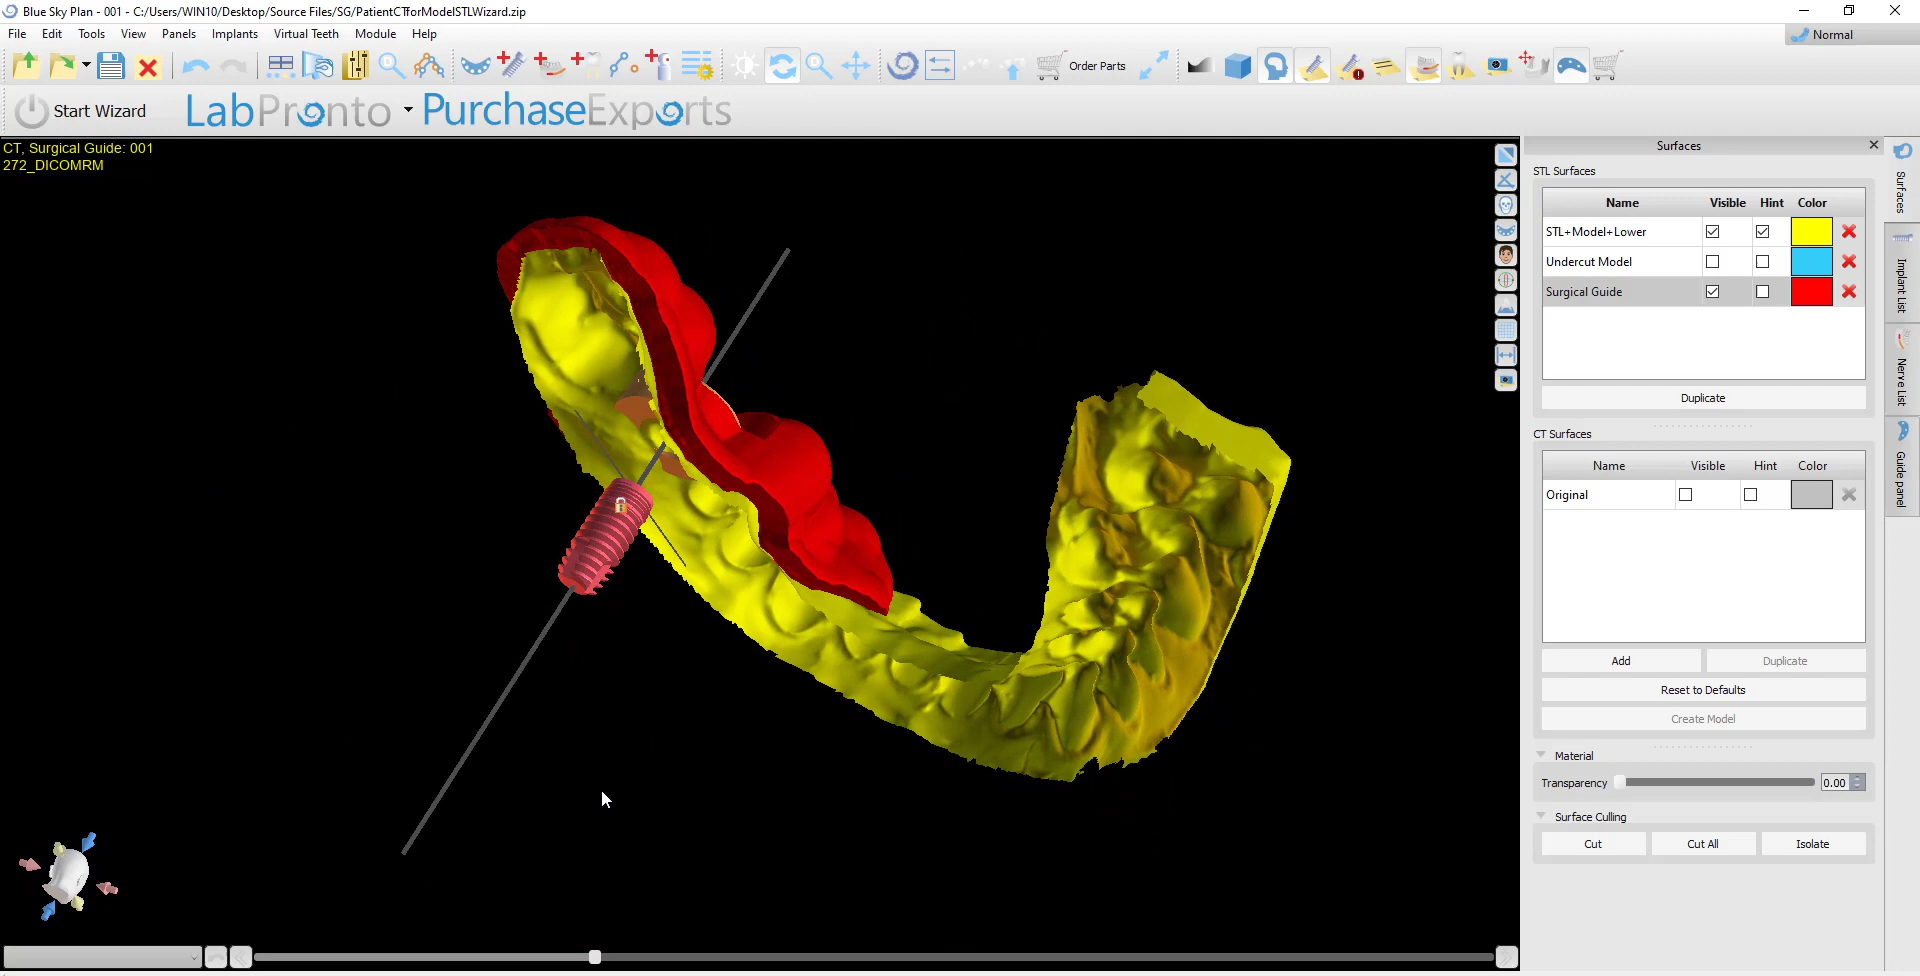 Blue Sky Plan - 001 - C:/Users/WIN10/Desktop/Source Files/SG/PatientCTforModelSTLWizard.zip
File Edit Tools View Panels Implants Virtual Teeth Module Help
Normal
Order Parts
Start Wizard LabPronto PurchaseExports
CT, Surgical Guide: 001
272_DICOMRM
Surfaces
STL Surfaces
Name Visible Hint Color
STL+Model+Lower
Undercut Model
Surgical Guide
Duplicate
CT Surfaces
Name Visible Hint Color
Original
Add Duplicate
Reset to Defaults
Create Model
Material
Transparency 0.00
Surface Culling
Cut Cut All Isolate
Surfaces
Implant List
Nerve List
Guide panel